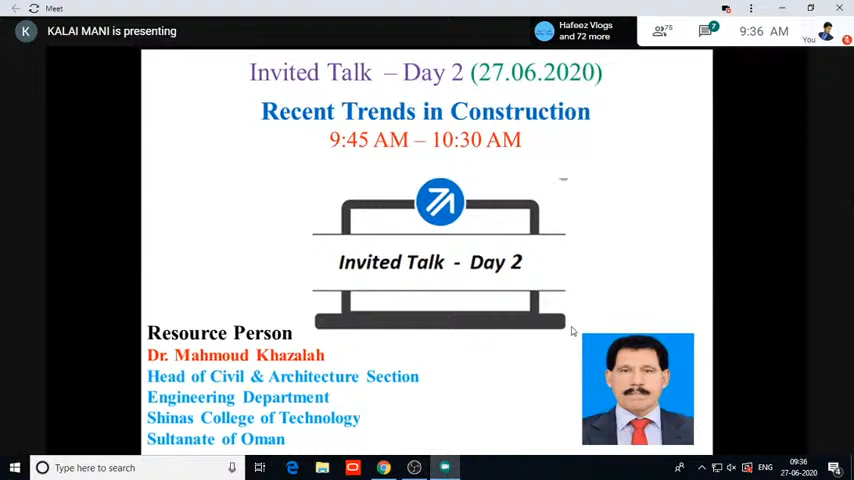 Meet
K KALAI MANI is presenting
Hafeez Vlogs
and 72 more
75
7
9:36 AM
You
Invited Talk – Day 2 (27.06.2020)
Recent Trends in Construction
9:45 AM – 10:30 AM
Invited Talk - Day 2
Resource Person
Dr. Mahmoud Khazalah
Head of Civil & Architecture Section
Engineering Department
Shinas College of Technology
Sultanate of Oman
Type here to search
ENG
09:36
27-06-2020
4